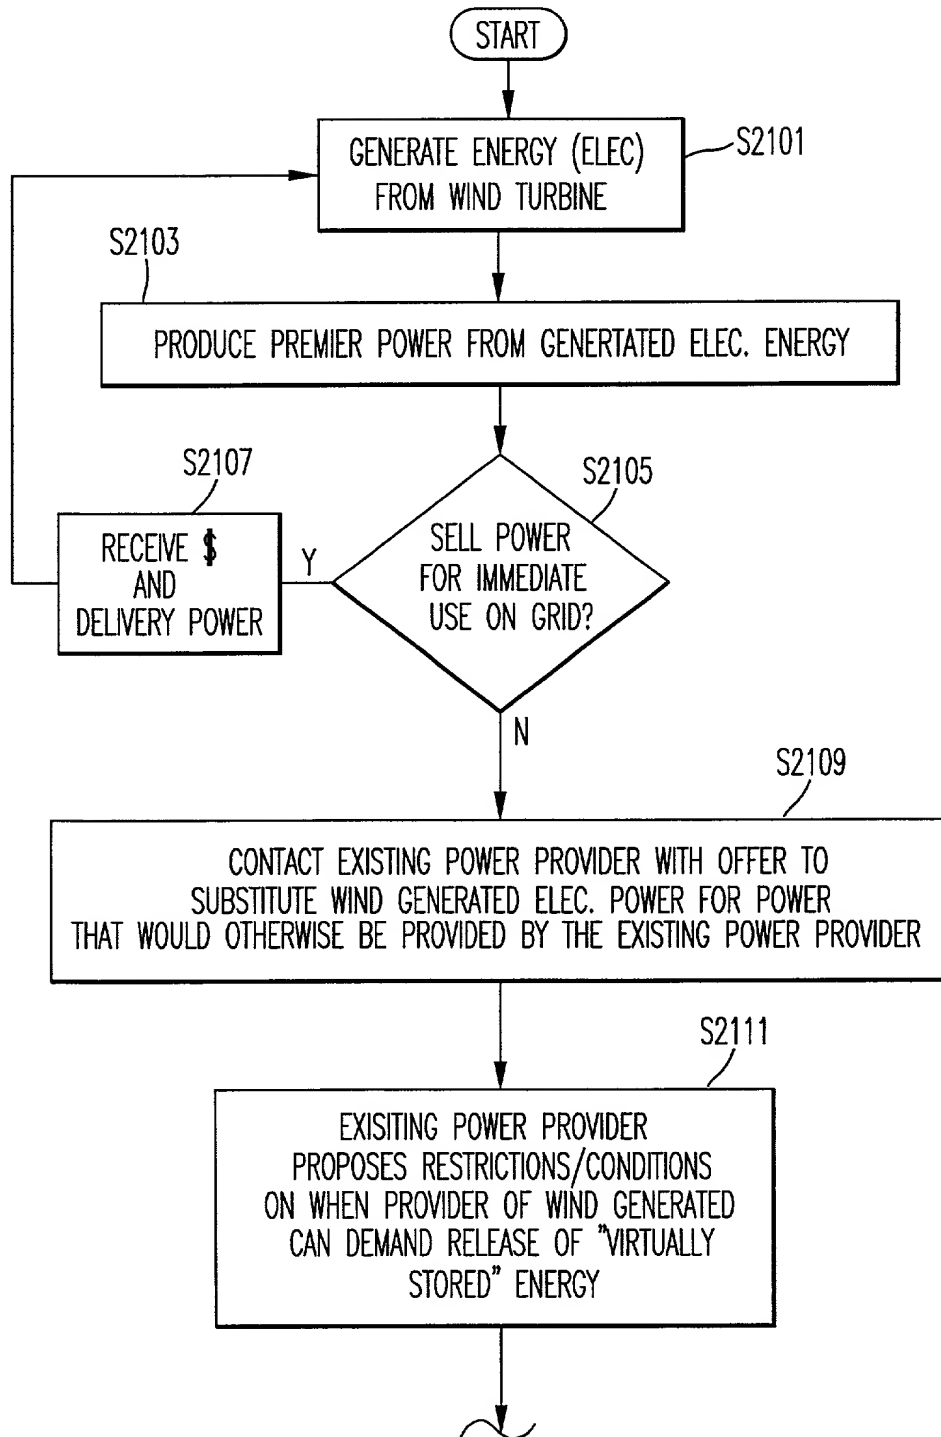 START
GENERATE ENERGY (ELEC)
FROM WIND TURBINE
S2101
S2103
PRODUCE PREMIER POWER FROM GENERTATED ELEC. ENERGY
S2107
RECEIVE $
AND
DELIVERY POWER
Y
S2105
SELL POWER
FOR IMMEDIATE
USE ON GRID?
N
S2109
CONTACT EXISTING POWER PROVIDER WITH OFFER TO
SUBSTITUTE WIND GENERATED ELEC. POWER FOR POWER
THAT WOULD OTHERWISE BE PROVIDED BY THE EXISTING POWER PROVIDER
S2111
EXISITING POWER PROVIDER
PROPOSES RESTRICTIONS/CONDITIONS
ON WHEN PROVIDER OF WIND GENERATED
CAN DEMAND RELEASE OF "VIRTUALLY
STORED" ENERGY